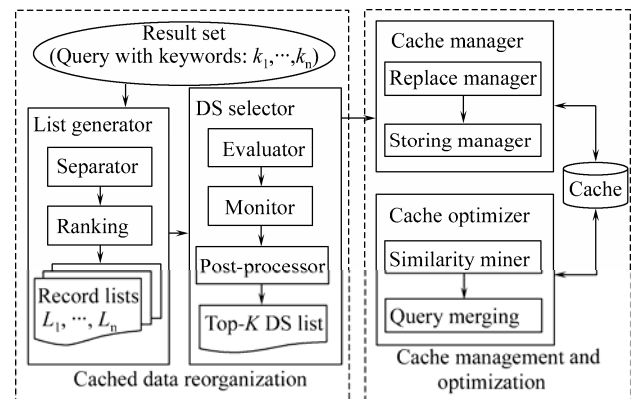 Result set
(Query with keywords: k1,···,kn)
List generator
Separator
Ranking
Record lists
L1, ···, Ln
DS selector
Evaluator
Monitor
Post-processor
Top-K DS list
Cached data reorganization
Cache manager
Replace manager
Storing manager
Cache
Cache optimizer
Similarity miner
Query merging
Cache management and
optimization